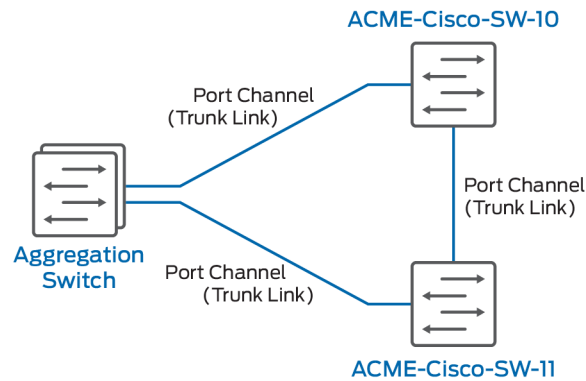 ACME-Cisco-SW-10
Port Channel
(Trunk Link)
Port Channel
(Trunk Link)
Aggregation
Switch
Port Channel
(Trunk Link)
ACME-Cisco-SW-11